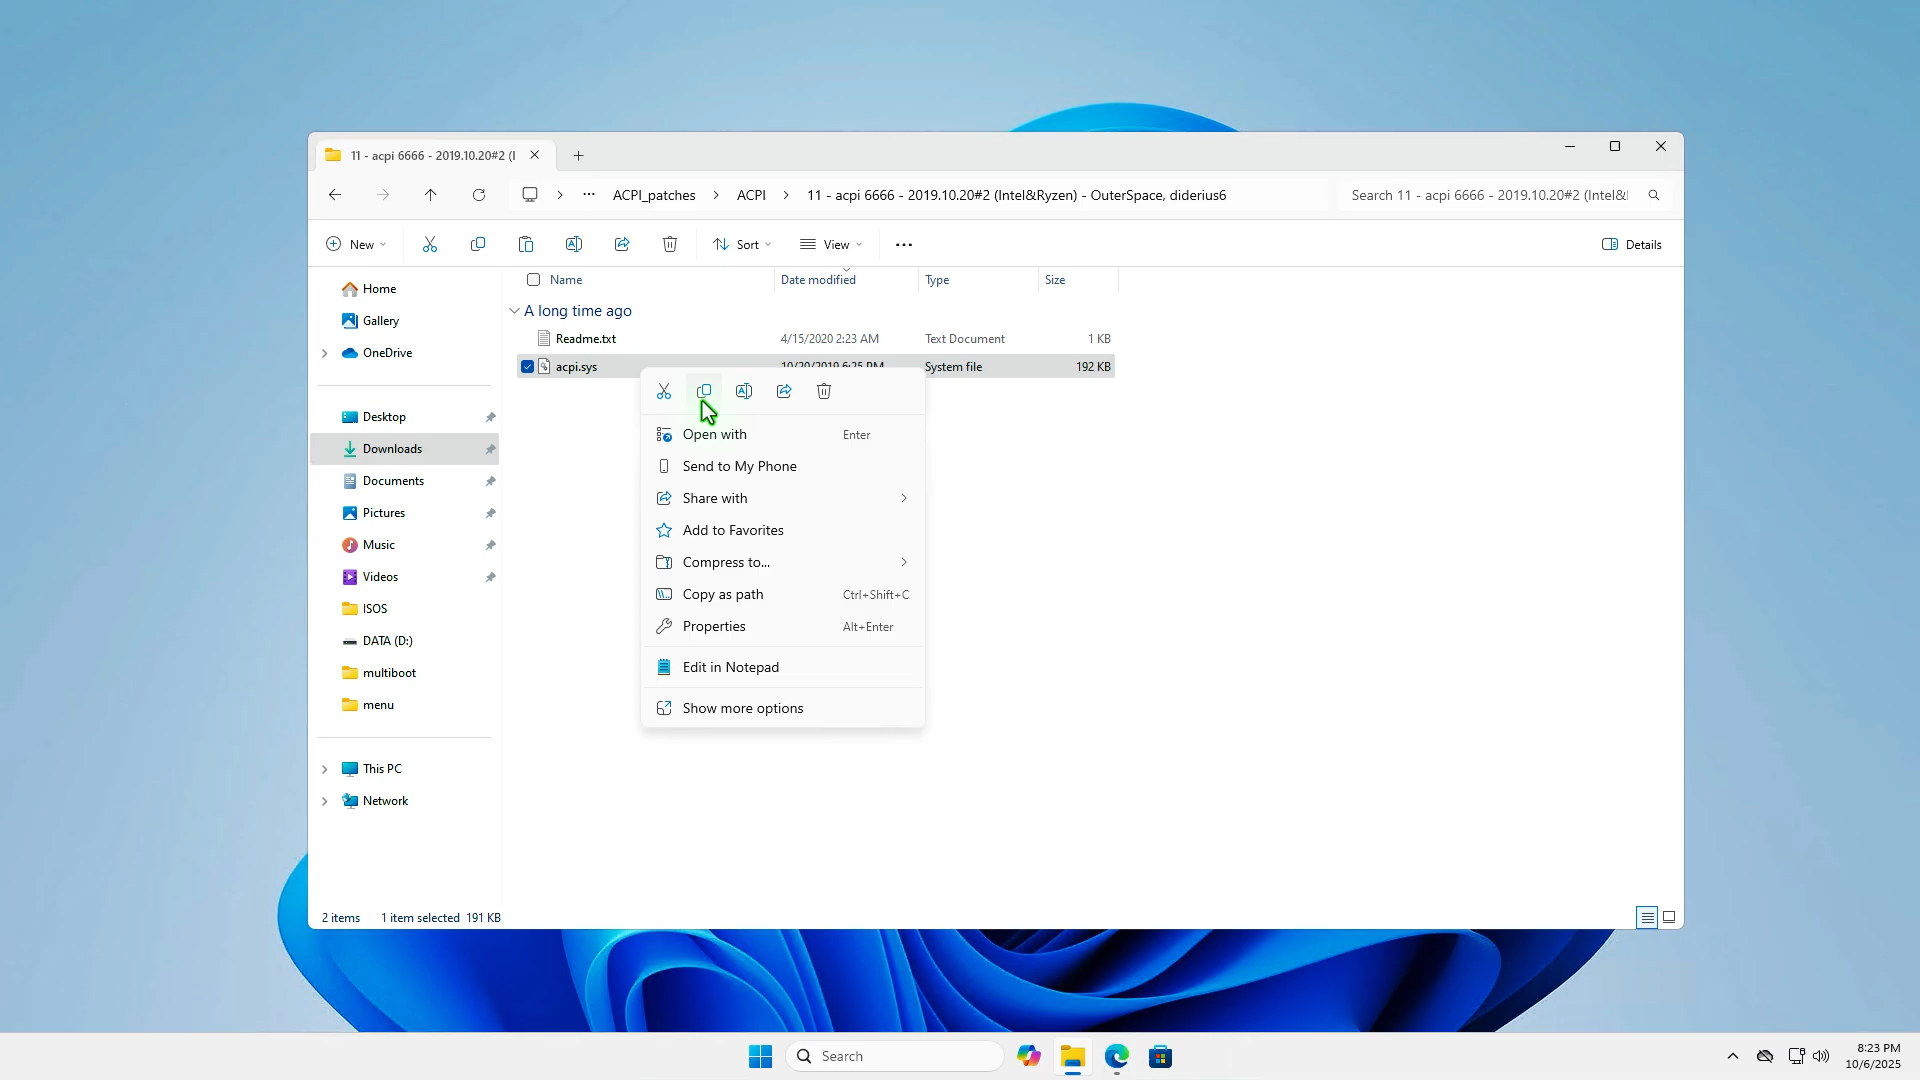 11 - acpi 6666 - 2019.10.20#2 (I
ACPI_patches > ACPI > 11 - acpi 6666 - 2019.10.20#2 (Intel&Ryzen) - OuterSpace, diderius6
Search 11 - acpi 6666 - 2019.10.20#2 (Intel&I
New
Sort
View
Details
Home
Gallery
OneDrive
Desktop
Downloads
Documents
Pictures
Music
Videos
ISOS
DATA (D:)
multiboot
menu
This PC
Network
Name Date modified Type Size
A long time ago
Readme.txt 4/15/2020 2:23 AM Text Document 1 KB
acpi.sys 10/20/2019 6:25 PM System file 192 KB
Open with Enter
Send to My Phone
Share with
Add to Favorites
Compress to...
Copy as path Ctrl+Shift+C
Properties Alt+Enter
Edit in Notepad
Show more options
2 items 1 item selected 191 KB
Search
8:23 PM
10/6/2025